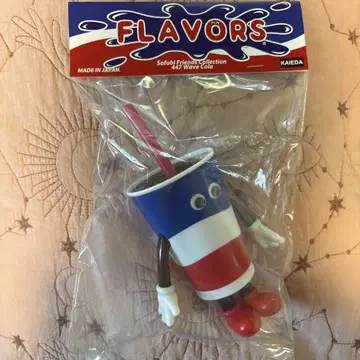 FLAVORS
Sofubi Friends Collection
447 Wave Cola
MADE IN JAPAN.
KAIEDA